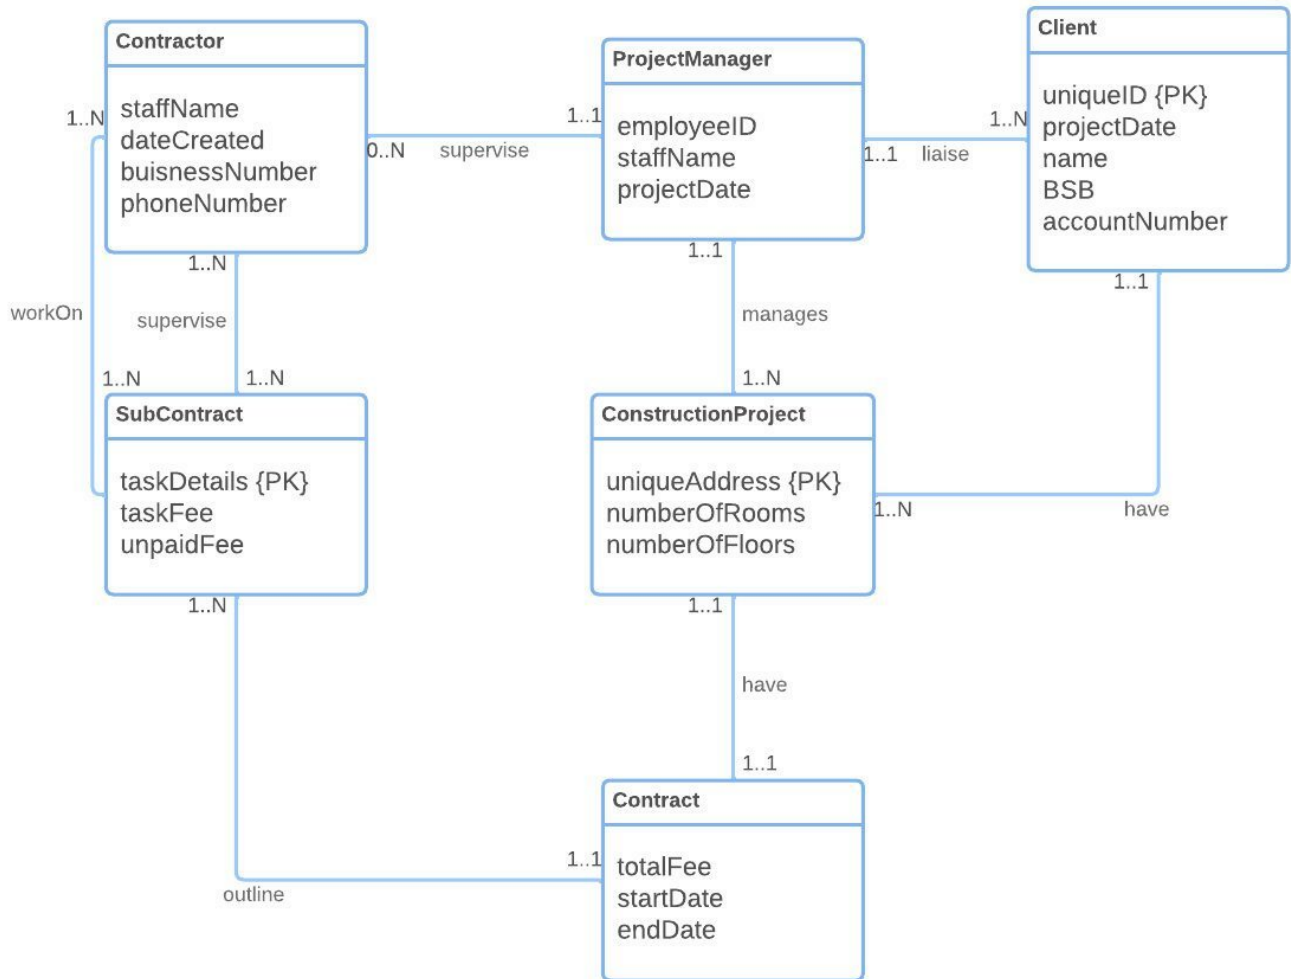 Contractor
staffName
dateCreated
buisnessNumber
phoneNumber
ProjectManager
employeeID
staffName
projectDate
Client
uniqueID {PK}
projectDate
name
BSB
accountNumber
1..N
0..N
supervise
1..1
1..1
liaise
1..N
1..N
1..1
1..1
workOn
supervise
manages
1..N
1..N
1..N
SubContract
taskDetails {PK}
taskFee
unpaidFee
ConstructionProject
uniqueAddress {PK}
numberOfRooms
numberOfFloors
1..N
have
1..N
1..1
have
1..1
Contract
totalFee
startDate
endDate
1..1
outline